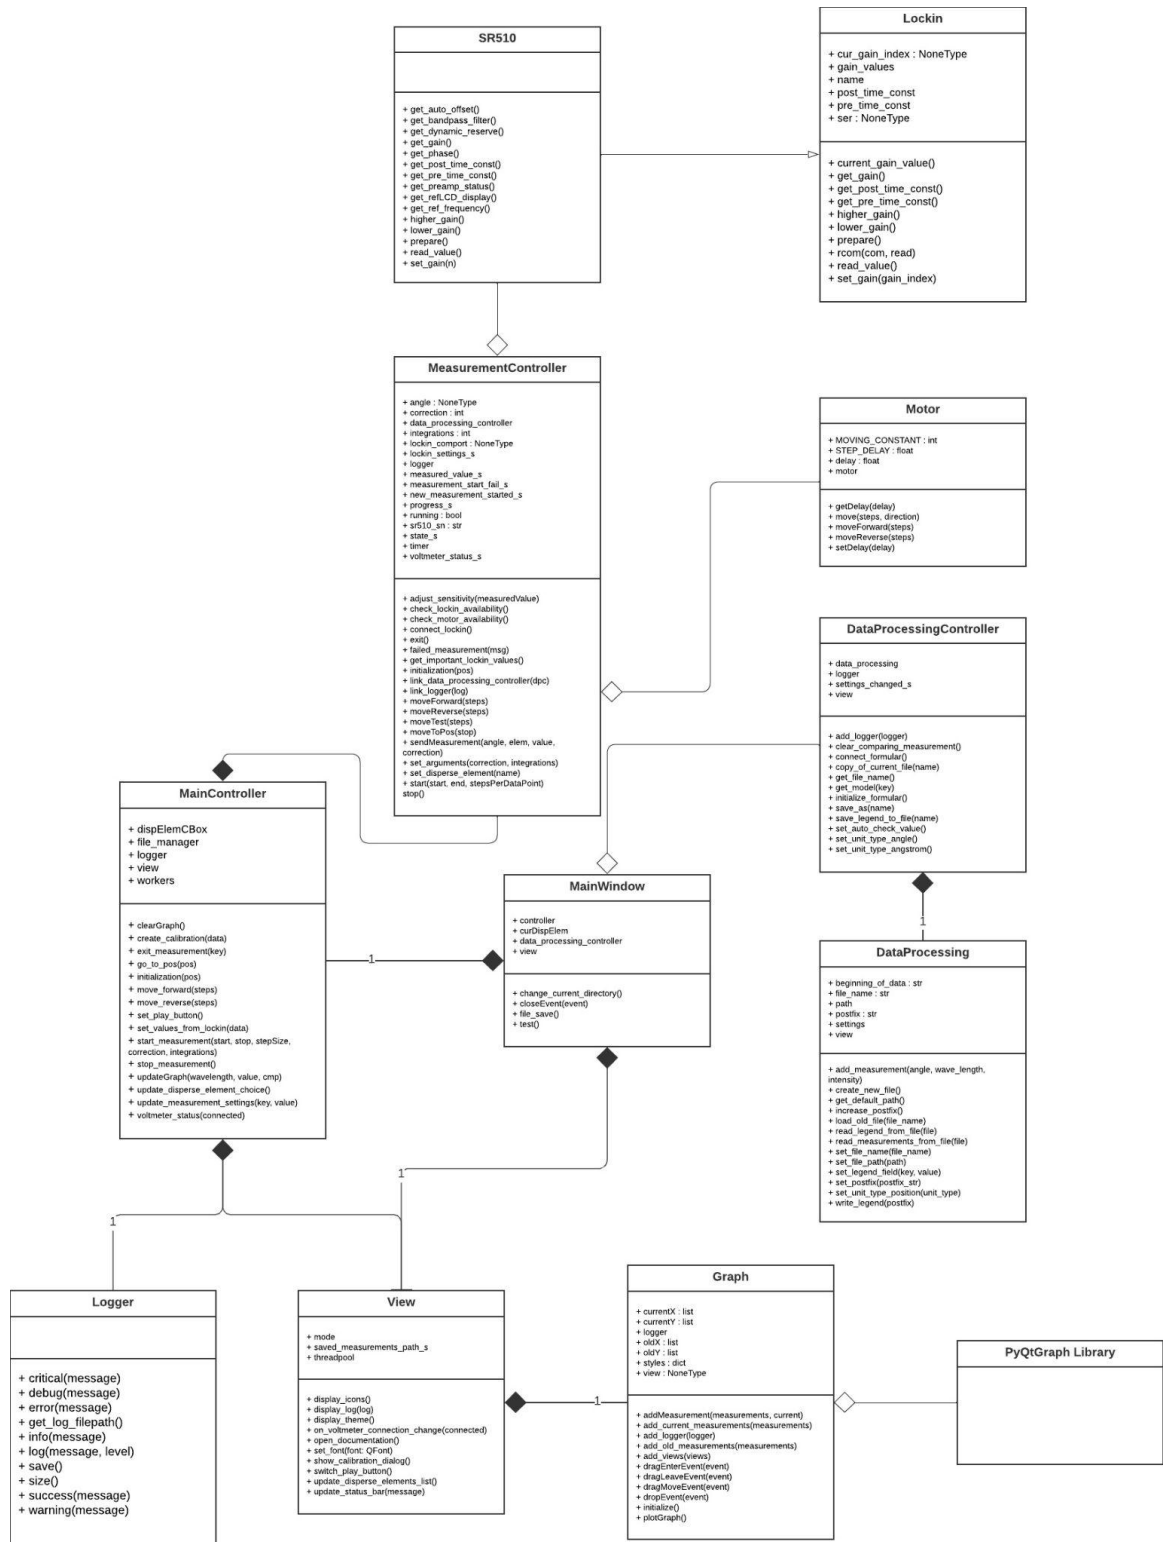 SR510
+ get_auto_offset()
+ get_bandpass_filter()
+ get_dynamic_reserve()
+ get_gain()
+ get_phase()
+ get_post_time_const()
+ get_pre_time_const()
+ get_preamp_status()
+ get_refLCD_display()
+ get_ref_frequency()
+ higher_gain()
+ lower_gain()
+ prepare()
+ read_value()
+ set_gain(n)
Lockin
+ cur_gain_index : NoneType
+ gain_values
+ name
+ post_time_const
+ pre_time_const
+ ser : NoneType
+ current_gain_value()
+ get_gain()
+ get_post_time_const()
+ get_pre_time_const()
+ higher_gain()
+ lower_gain()
+ prepare()
+ rcom(com, read)
+ read_value()
+ set_gain(gain_index)
MeasurementController
+ angle : NoneType
+ correction : int
+ data_processing_controller
+ integrations : int
+ lockin_comport : NoneType
+ lockin_settings_s
+ logger
+ measured_value_s
+ measurement_start_fail_s
+ new_measurement_started_s
+ progress_s
+ running : bool
+ sr510_sn : str
+ state_s
+ timer
+ voltmeter_status_s
+ adjust_sensitivity(measuredValue)
+ check_lockin_availability()
+ check_motor_availability()
+ connect_lockin()
+ exit()
+ failed_measurement(msg)
+ get_important_lockin_values()
+ initialization(pos)
+ link_data_processing_controller(dpc)
+ link_logger(log)
+ moveForward(steps)
+ moveReverse(steps)
+ moveTest(steps)
+ moveToPos(stop)
+ sendMeasurement(angle, elem, value,
correction)
+ set_arguments(correction, integrations)
+ set_disperse_element(name)
+ start(start, end, stepsPerDataPoint)
stop()
Motor
+ MOVING_CONSTANT : int
+ STEP_DELAY : float
+ delay : float
+ motor
+ getDelay(delay)
+ move(steps, direction)
+ moveForward(steps)
+ moveReverse(steps)
+ setDelay(delay)
DataProcessingController
+ data_processing
+ logger
+ settings_changed_s
+ view
+ add_logger(logger)
+ clear_comparing_measurement()
+ connect_formular()
+ copy_of_current_file(name)
+ get_file_name()
+ get_model(key)
+ initialize_formular()
+ save_as(name)
+ save_legend_to_file(name)
+ set_auto_check_value()
+ set_unit_type_angle()
+ set_unit_type_angstrom()
MainController
+ dispElemCBox
+ file_manager
+ logger
+ view
+ workers
+ clearGraph()
+ create_calibration(data)
+ exit_measurement(key)
+ go_to_pos(pos)
+ initialization(pos)
+ move_forward(steps)
+ move_reverse(steps)
+ set_play_button()
+ set_values_from_lockin(data)
+ start_measurement(start, stop, stepSize,
correction, integrations)
+ stop_measurement()
+ updateGraph(wavelength, value, cmp)
+ update_disperse_element_choice()
+ update_measurement_settings(key, value)
+ voltmeter_status(connected)
1
MainWindow
+ controller
+ curDispElem
+ data_processing_controller
+ view
+ change_current_directory()
+ closeEvent(event)
+ file_save()
+ test()
1
DataProcessing
+ beginning_of_data : str
+ file_name : str
+ path
+ postfix : str
+ settings
+ view
+ add_measurement(angle, wave_length,
intensity)
+ create_new_file()
+ get_default_path()
+ increase_postfix()
+ load_old_file(file_name)
+ read_legend_from_file(file)
+ read_measurements_from_file(file)
+ set_file_name(file_name)
+ set_file_path(path)
+ set_legend_field(key, value)
+ set_postfix(postfix_str)
+ set_unit_type_position(unit_type)
+ write_legend(postfix)
1
1
Logger
+ critical(message)
+ debug(message)
+ error(message)
+ get_log_filepath()
+ info(message)
+ log(message, level)
+ save()
+ size()
+ success(message)
+ warning(message)
View
+ mode
+ saved_measurements_path_s
+ threadpool
+ display_icons()
+ display_log(log)
+ display_theme()
+ on_voltmeter_connection_change(connected)
+ open_documentation()
+ set_font(font: QFont)
+ show_calibration_dialog()
+ switch_play_button()
+ update_disperse_elements_list()
+ update_status_bar(message)
1
Graph
+ currentX : list
+ currentY : list
+ logger
+ oldX : list
+ oldY : list
+ styles : dict
+ view : NoneType
+ addMeasurement(measurements, current)
+ add_current_measurements(measurements)
+ add_logger(logger)
+ add_old_measurements(measurements)
+ add_views(views)
+ dragEnterEvent(event)
+ dragLeaveEvent(event)
+ dragMoveEvent(event)
+ dropEvent(event)
+ initialize()
+ plotGraph()
PyQtGraph Library